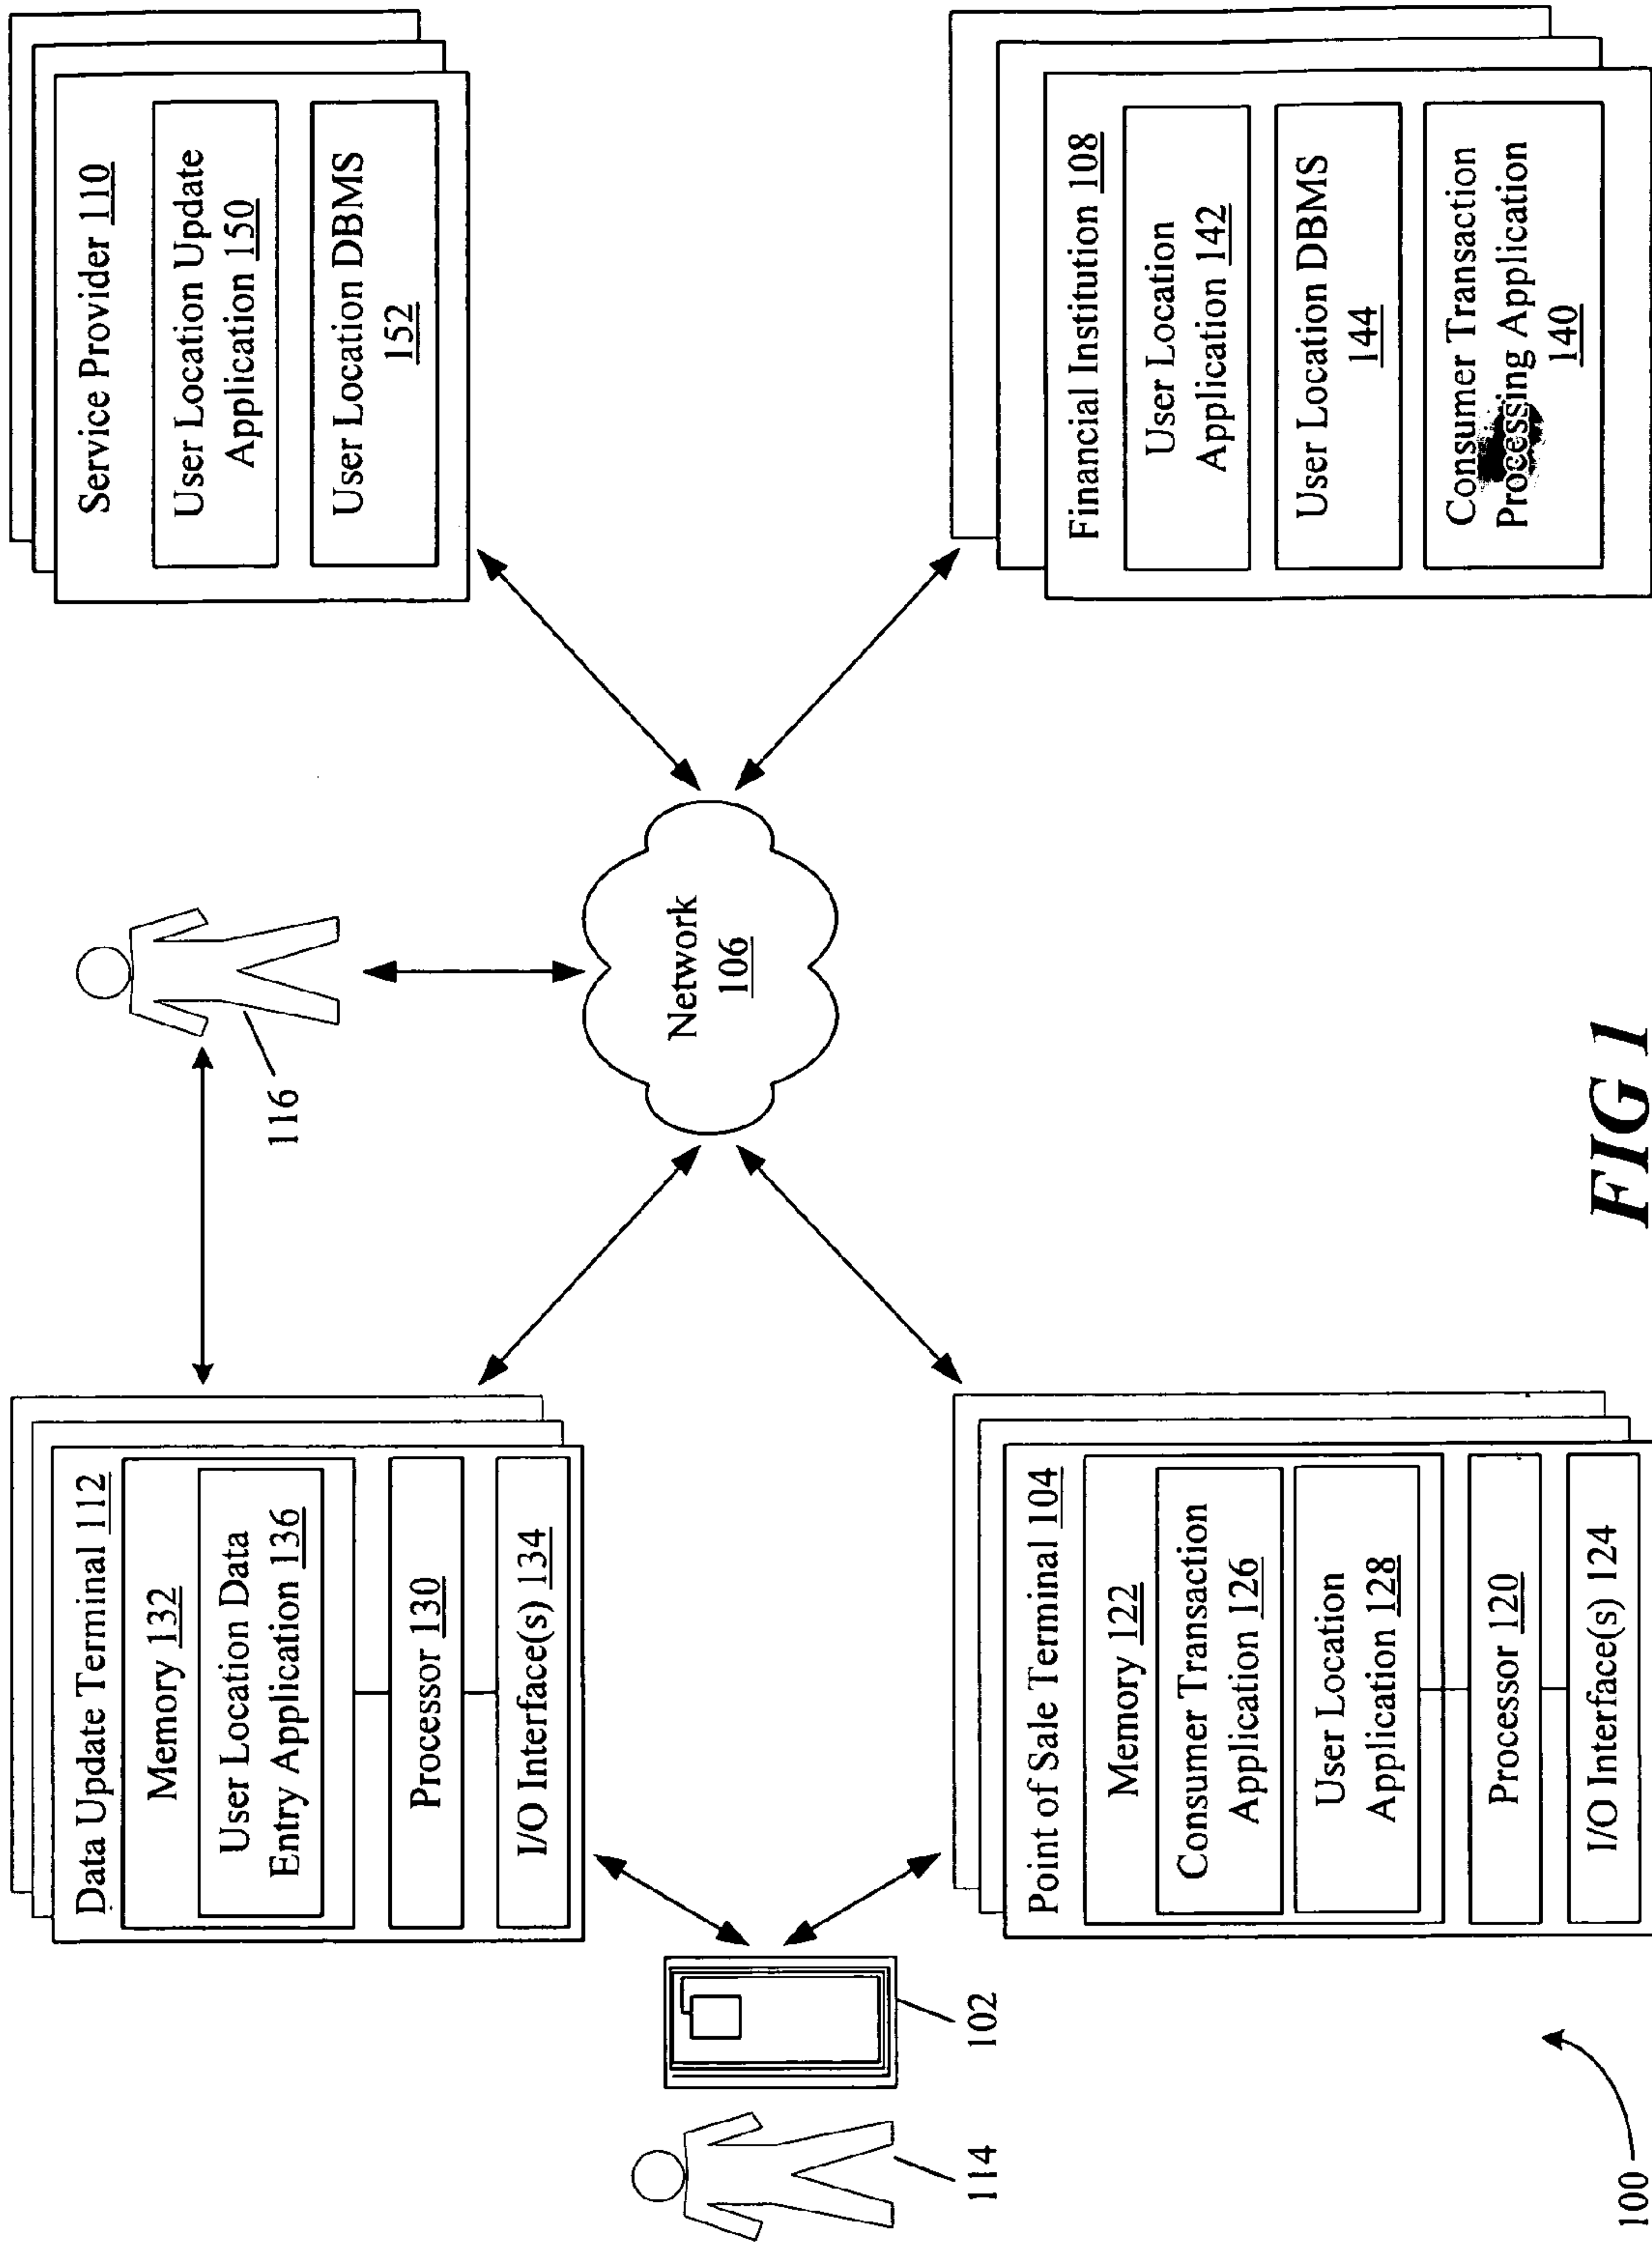 Data Update Terminal 112
Memory 132
User Location Data
Entry Application 136
Processor 130
I/O Interface(s) 134
116
Service Provider 110
User Location Update
Application 150
User Location DBMS
152
Network
106
114
102
Point of Sale Terminal 104
Memory 122
Consumer Transaction
Application 126
User Location
Application 128
Processor 120
I/O Interface(s) 124
Financial Institution 108
User Location
Application 142
User Location DBMS
144
Consumer Transaction
Processing Application
140
100
FIG 1